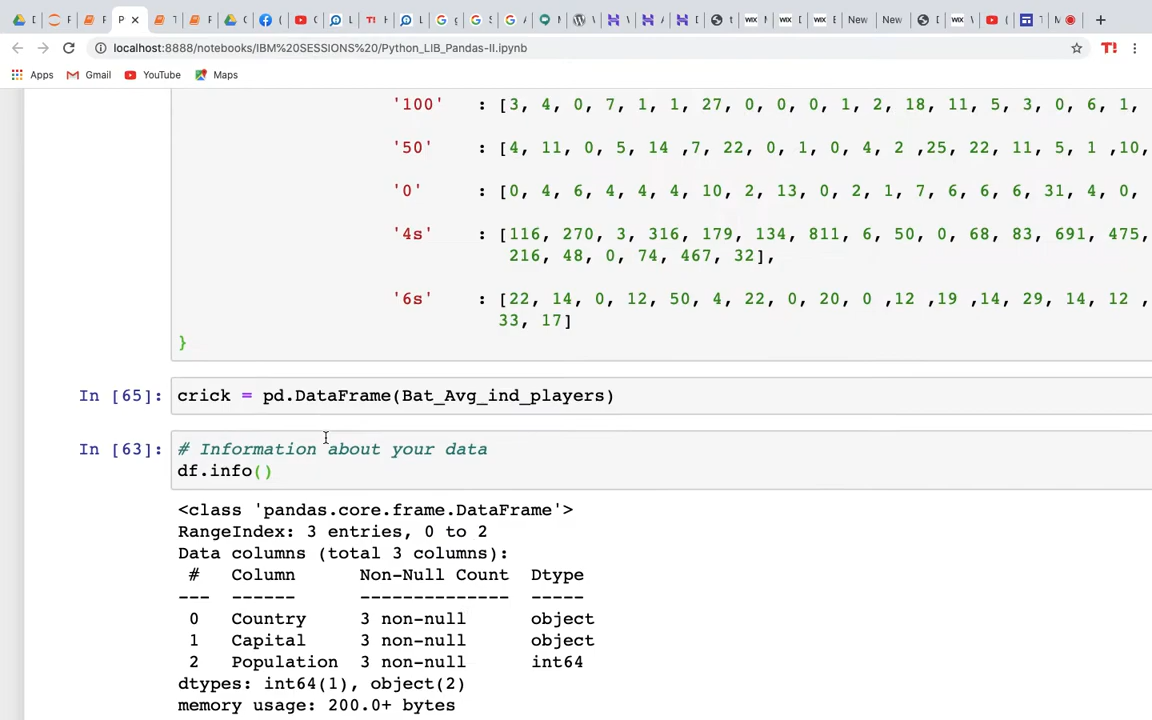 localhost:8888/notebooks/IBM%20SESSIONS%20/Python_LIB_Pandas-II.ipynb
Apps Gmail YouTube Maps
'100' : [3, 4, 0, 7, 1, 1, 27, 0, 0, 0, 1, 2, 18, 11, 5, 3, 0, 6, 1,
'50' : [4, 11, 0, 5, 14 ,7, 22, 0, 1, 0, 4, 2 ,25, 22, 11, 5, 1 ,10,
'0' : [0, 4, 6, 4, 4, 4, 10, 2, 13, 0, 2, 1, 7, 6, 6, 6, 31, 4, 0,
'4s' : [116, 270, 3, 316, 179, 134, 811, 6, 50, 0, 68, 83, 691, 475,
216, 48, 0, 74, 467, 32],
'6s' : [22, 14, 0, 12, 50, 4, 22, 0, 20, 0 ,12 ,19 ,14, 29, 14, 12 ,
33, 17]
}
In [65]: crick = pd.DataFrame(Bat_Avg_ind_players)
In [63]: # Information about your data
df.info()
<class 'pandas.core.frame.DataFrame'>
RangeIndex: 3 entries, 0 to 2
Data columns (total 3 columns):
# Column Non-Null Count Dtype
--- ------ -------------- -----
0 Country 3 non-null object
1 Capital 3 non-null object
2 Population 3 non-null int64
dtypes: int64(1), object(2)
memory usage: 200.0+ bytes